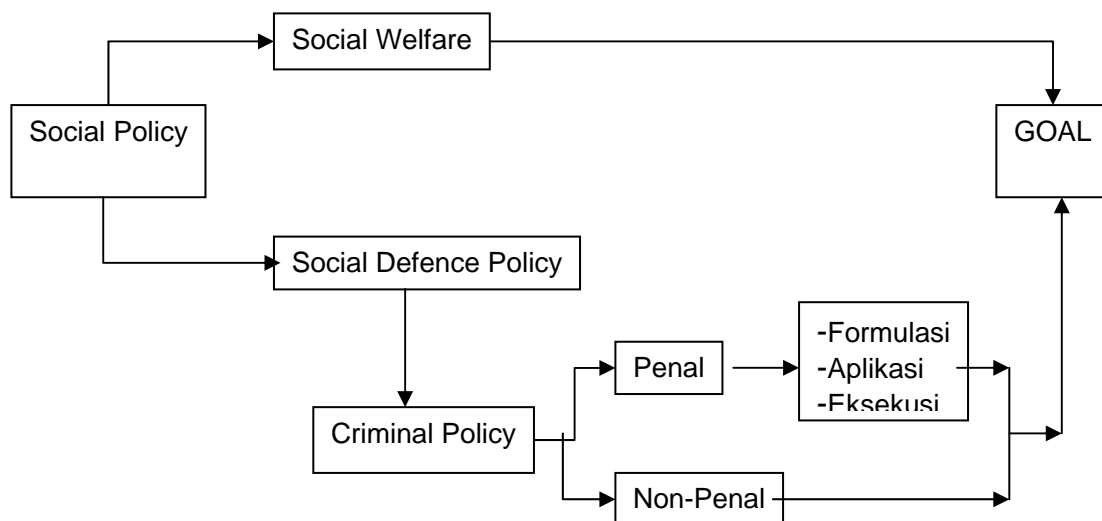 Social Welfare
Social Policy
GOAL
Social Defence Policy
-Formulasi
-Aplikasi
-Eksekusi
Penal
Criminal Policy
Non-Penal